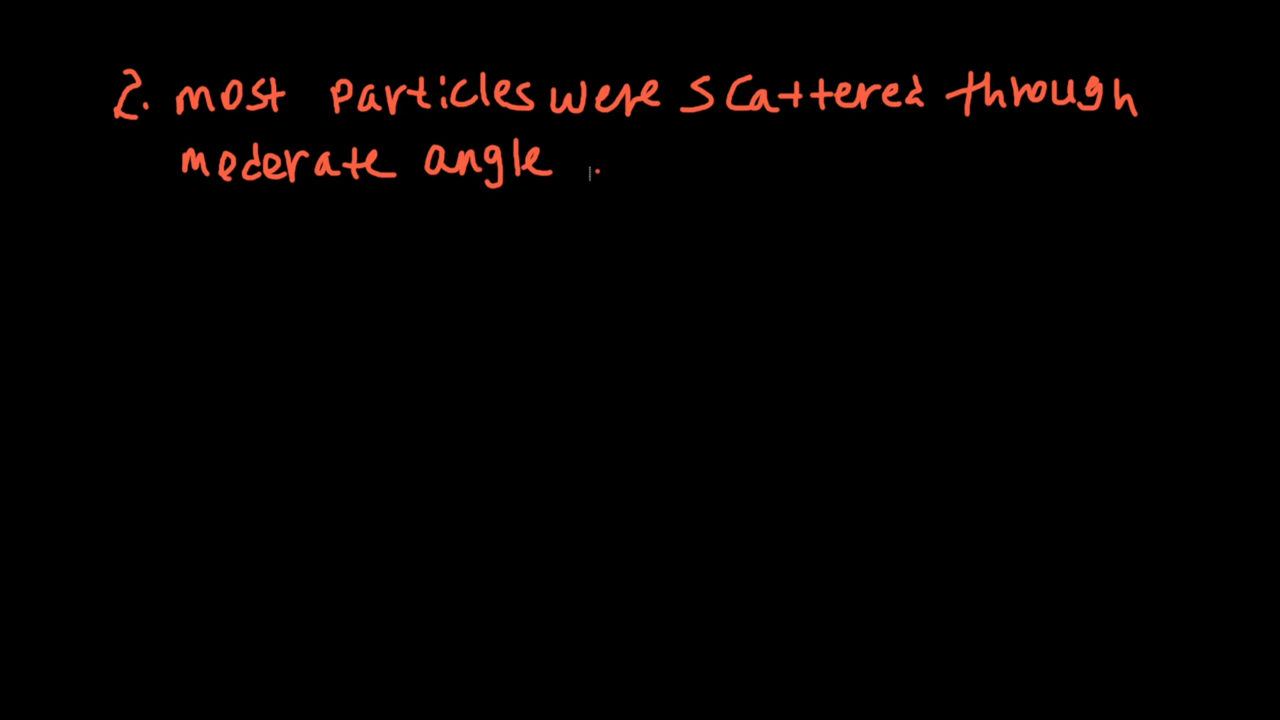 2. most particles were scattered through
moderate angle .